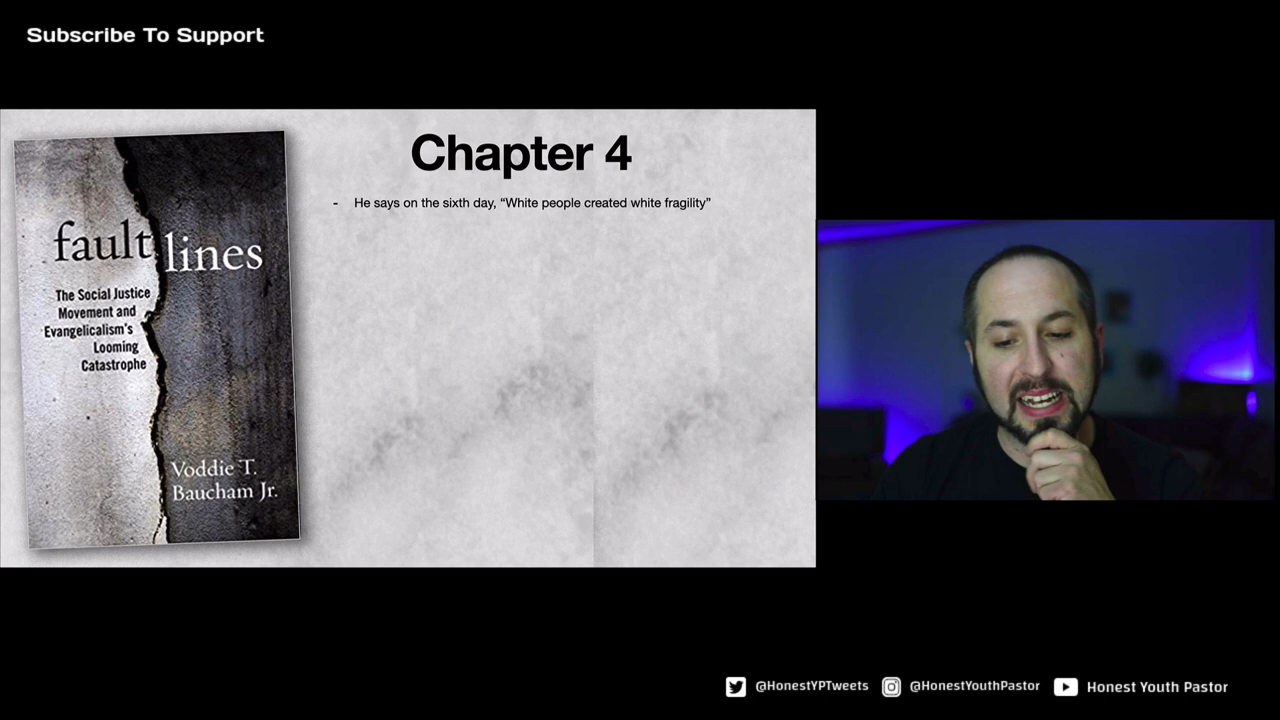 Subscribe To Support
Chapter 4
- He says on the sixth day, “White people created white fragility”
fault lines
The Social Justice
Movement and
Evangelicalism’s
Looming
Catastrophe
Voddie T.
Baucham Jr.
@HonestYPTweets @HonestYouthPastor Honest Youth Pastor